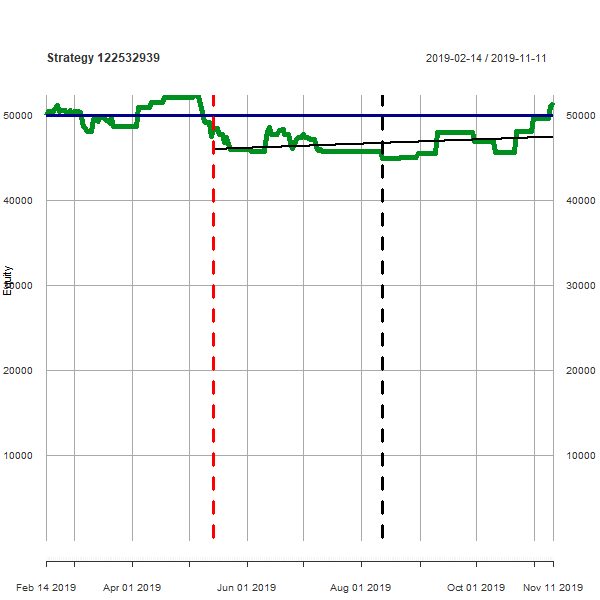 Strategy 122532939 2019-02-14 / 2019-11-11
50000 50000
40000 40000
Equity
30000 30000
20000 20000
10000 10000
Feb 14 2019 Apr 01 2019 Jun 01 2019 Aug 01 2019 Oct 01 2019 Nov 11 2019